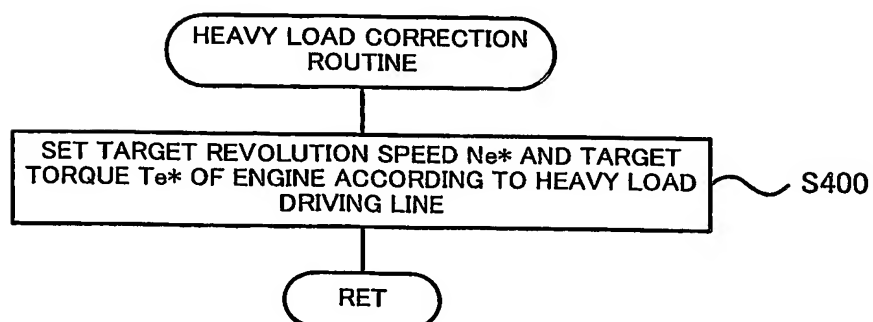 HEAVY LOAD CORRECTION
ROUTINE
SET TARGET REVOLUTION SPEED Ne* AND TARGET
TORQUE Te* OF ENGINE ACCORDING TO HEAVY LOAD
DRIVING LINE
S400
RET